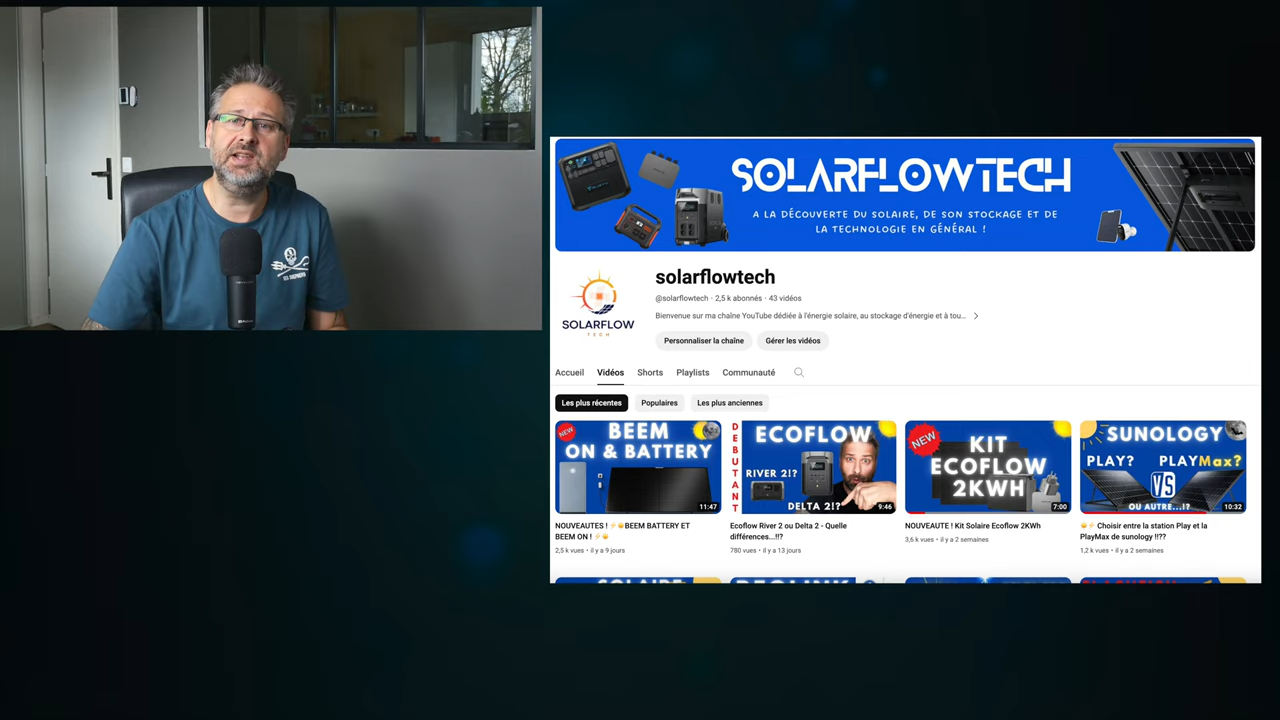 SEA SHEPHERD
SOLARFLOWTECH
A LA DÉCOUVERTE DU SOLAIRE, DE SON STOCKAGE ET DE
LA TECHNOLOGIE EN GÉNÉRAL !
SOLARFLOW
TECH
solarflowtech
@solarflowtech · 2,5 k abonnés · 43 vidéos
Bienvenue sur ma chaîne YouTube dédiée à l'énergie solaire, au stockage d'énergie et à tou...
Personnaliser la chaîne
Gérer les vidéos
Accueil Vidéos Shorts Playlists Communauté
Les plus récentes Populaires Les plus anciennes
NEW
BEEM
ON & BATTERY
11:47
DEBUTANT
ECOFLOW
RIVER 2!?
DELTA 2!?
9:46
NEW
KIT
ECOFLOW
2KWH
7:00
SUNOLOGY
PLAY? PLAYMax?
VS
OU AUTRE...!?
10:32
NOUVEAUTES ! ⚡☀️BEEM BATTERY ET
BEEM ON ! ⚡☀️
2,5 k vues • il y a 9 jours
Ecoflow River 2 ou Delta 2 - Quelle
différences...!!?
780 vues • il y a 13 jours
NOUVEAUTE ! Kit Solaire Ecoflow 2KWh
3,6 k vues • il y a 2 semaines
☀️⚡ Choisir entre la station Play et la
PlayMax de sunology !!??
1,2 k vues • il y a 2 semaines
SOLAIRE
REOLINK